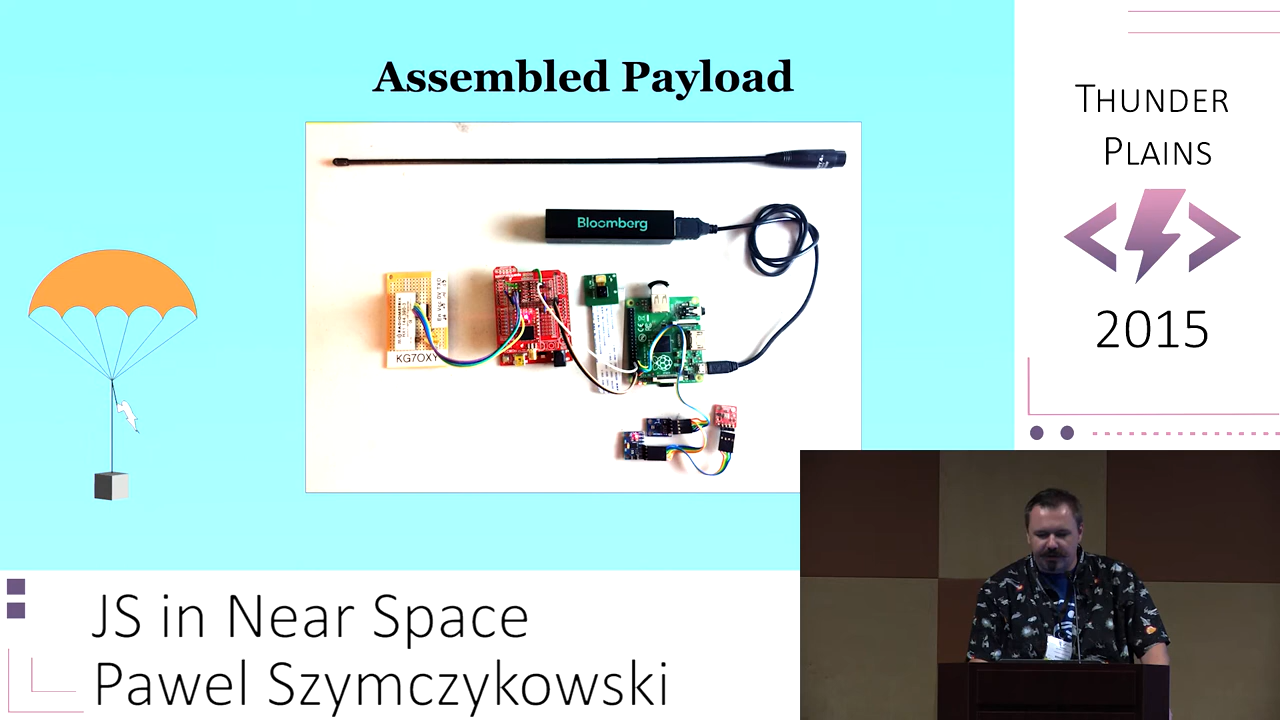 Assembled Payload
Bloomberg
KG7OXY
THUNDER
PLAINS
2015
JS in Near Space
Pawel Szymczykowski